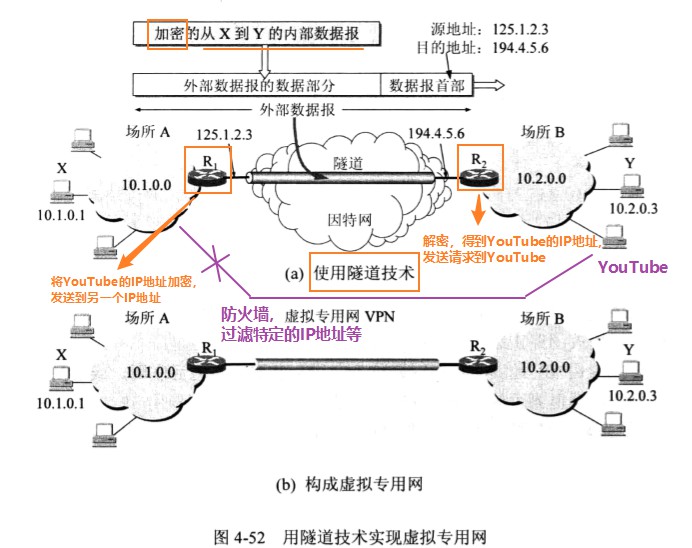 加密的从 X 到 Y 的内部数据报
源地址：125.1.2.3
目的地址：194.4.5.6
外部数据报的数据部分
数据报首部
外部数据报
场所 A
125.1.2.3
194.4.5.6
场所 B
X
R1
隧道
R2
Y
10.1.0.0
10.2.0.0
10.1.0.1
因特网
10.2.0.3
将YouTube的IP地址加密，
发送到另一个IP地址
(a) 使用隧道技术
解密，得到YouTube的IP地址，
发送请求到YouTube
YouTube
防火墙，
过滤特定的IP地址等
场所 A
虚拟专用网 VPN
场所 B
X
R1
R2
Y
10.1.0.0
10.2.0.0
10.1.0.1
10.2.0.3
(b) 构成虚拟专用网
图 4-52 用隧道技术实现虚拟专用网